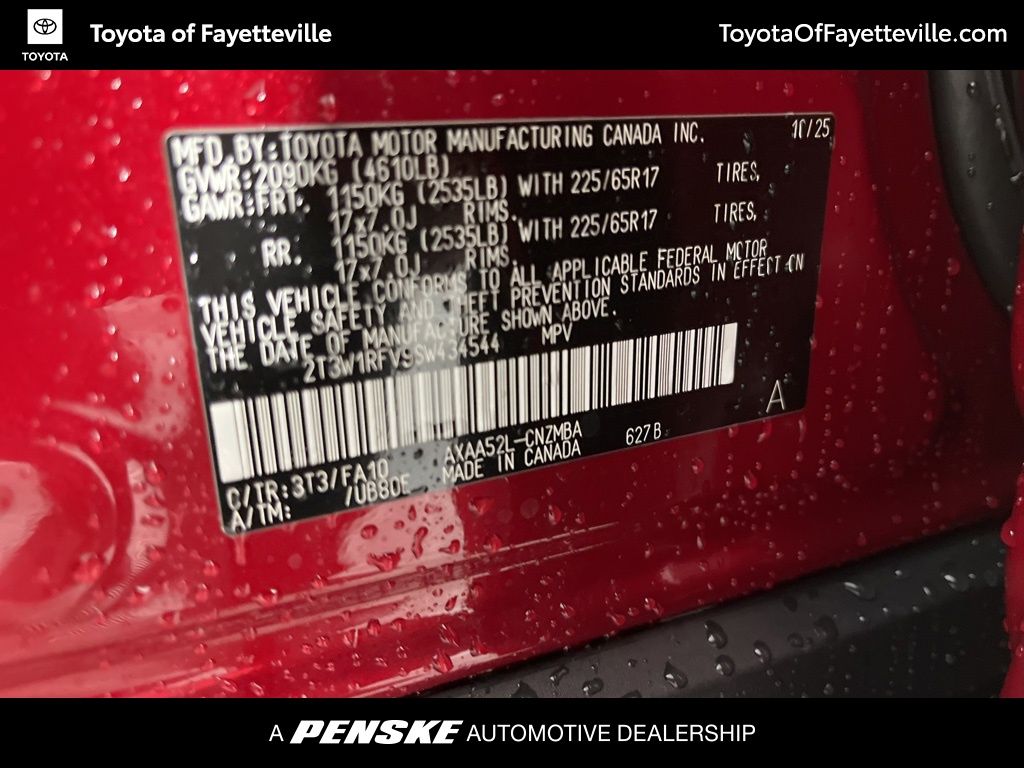 TOYOTA
Toyota of Fayetteville
ToyotaOfFayetteville.com
MFD. BY: TOYOTA MOTOR MANUFACTURING CANADA INC. 10/25
GVWR: 2090KG (4610LB)
GAWR: FRT. 1150KG (2535LB) WITH 225/65R17 TIRES,
17x7.0J RIMS.
RR. 1150KG (2535LB) WITH 225/65R17 TIRES,
17x7.0J RIMS.
THIS VEHICLE CONFORMS TO ALL APPLICABLE FEDERAL MOTOR
VEHICLE SAFETY AND THEFT PREVENTION STANDARDS IN EFFECT ON
THE DATE OF MANUFACTURE SHOWN ABOVE.
2T3W1RFV9SW434544 MPV
A
C/TR: 3T3/FA10 AXAA52L-CNZMBA 627B
A/TM: /UB80E MADE IN CANADA
A PENSKE AUTOMOTIVE DEALERSHIP